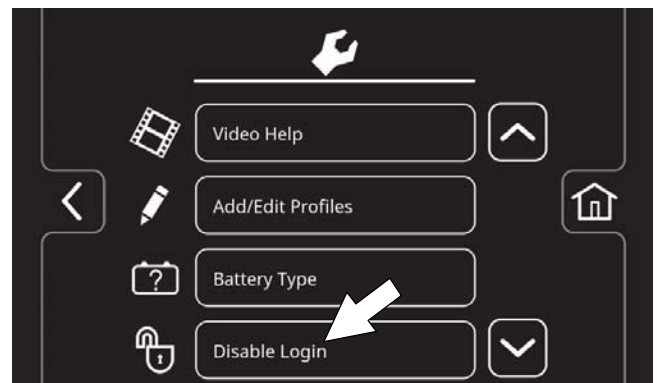 Video Help
Add/Edit Profiles
Battery Type
Disable Login